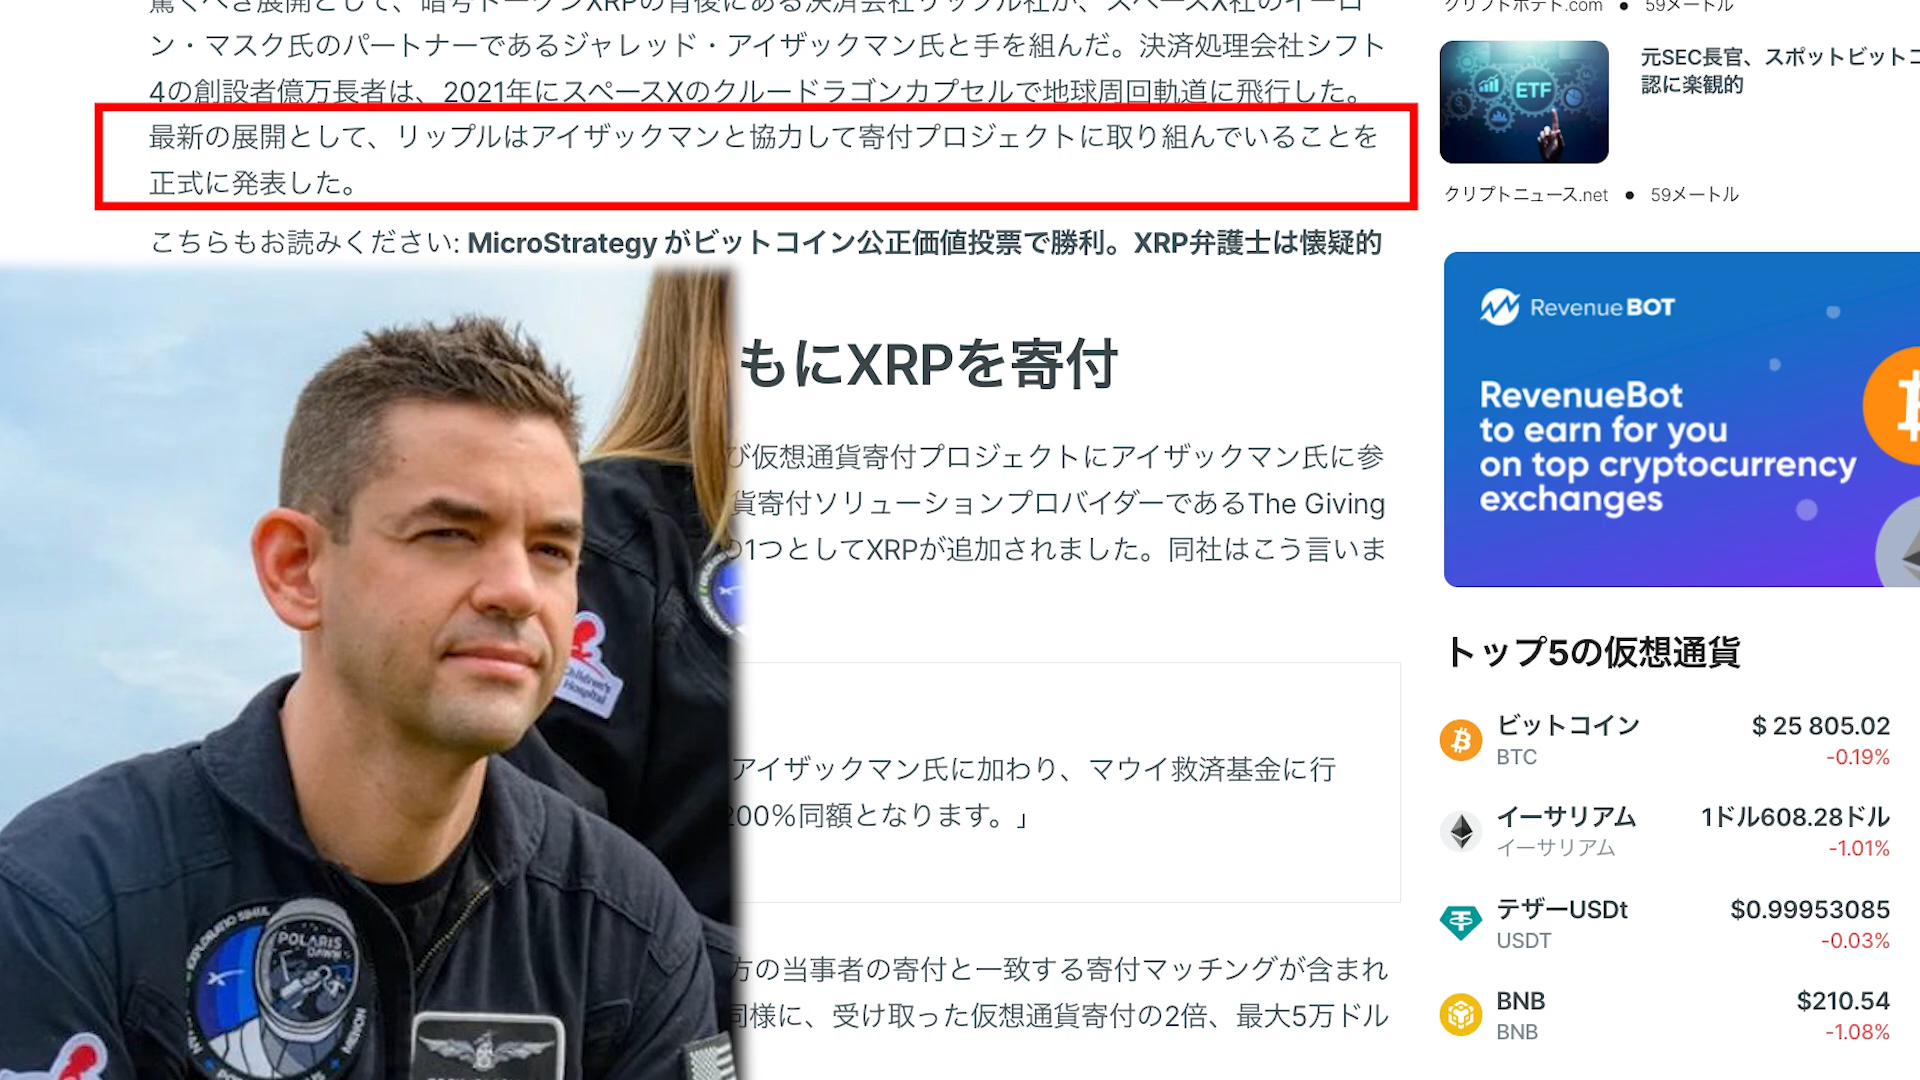 驚くべき展開として、暗号トークンXRPの背後にある決済会社リップル社が、スペースX社のイーロ
ン・マスク氏のパートナーであるジャレッド・アイザックマン氏と手を組んだ。決済処理会社シフト
4の創設者億万長者は、2021年にスペースXのクルードラゴンカプセルで地球周回軌道に飛行した。
最新の展開として、リップルはアイザックマンと協力して寄付プロジェクトに取り組んでいることを
正式に発表した。
こちらもお読みください: MicroStrategy がビットコイン公正価値投票で勝利。XRP弁護士は懐疑的
もにXRPを寄付
び仮想通貨寄付プロジェクトにアイザックマン氏に参
貨寄付ソリューションプロバイダーであるThe Giving
の1つとしてXRPが追加されました。同社はこう言いま
アイザックマン氏に加わり、マウイ救済基金に行
200%同額となります。」
方の当事者の寄付と一致する寄付マッチングが含まれ
同様に、受け取った仮想通貨寄付の2倍、最大5万ドル
Children's
Hospital
POLARIS
DAWN
クリプトポテト.com ● 59メートル
ETF
元SEC長官、スポットビットコ
認に楽観的
クリプトニュース.net ● 59メートル
Revenue BOT
RevenueBot
to earn for you
on top cryptocurrency
exchanges
トップ5の仮想通貨
ビットコイン $ 25 805.02
BTC -0.19%
イーサリアム 1ドル608.28ドル
イーサリアム -1.01%
テザーUSDt $0.99953085
USDT -0.03%
BNB $210.54
BNB -1.08%